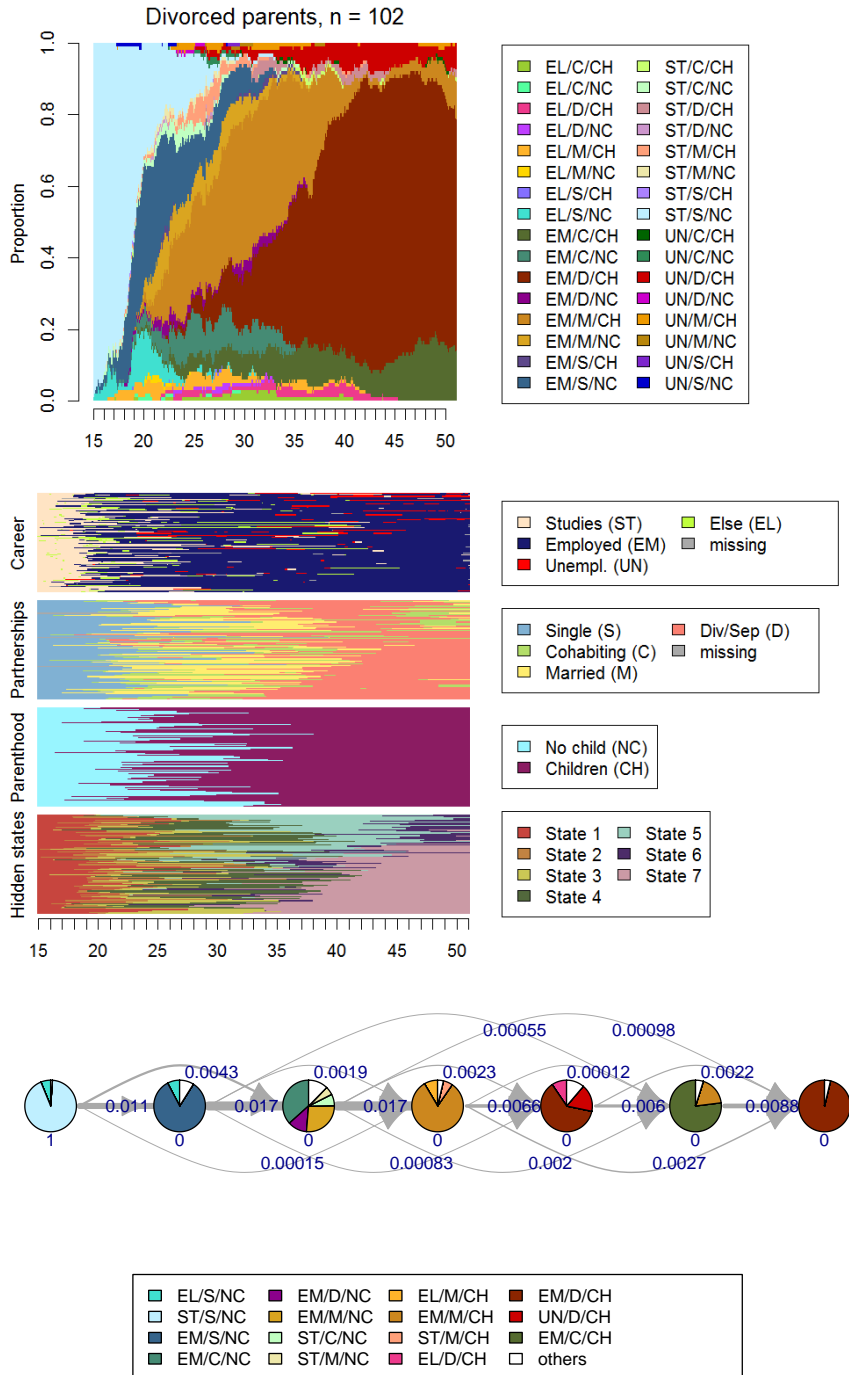 Divorced parents, n = 102
Proportion
1.0
0.8
0.6
0.4
0.2
0.0
15 20 25 30 35 40 45 50
EL/C/CH ST/C/CH
EL/C/NC ST/C/NC
EL/D/CH ST/D/CH
EL/D/NC ST/D/NC
EL/M/CH ST/M/CH
EL/M/NC ST/M/NC
EL/S/CH ST/S/CH
EL/S/NC ST/S/NC
EM/C/CH UN/C/CH
EM/C/NC UN/C/NC
EM/D/CH UN/D/CH
EM/D/NC UN/D/NC
EM/M/CH UN/M/CH
EM/M/NC UN/M/NC
EM/S/CH UN/S/CH
EM/S/NC UN/S/NC
Career
Studies (ST) Else (EL)
Employed (EM) missing
Unempl. (UN)
Partnerships
Single (S) Div/Sep (D)
Cohabiting (C) missing
Married (M)
Parenthood
No child (NC)
Children (CH)
Hidden states
State 1 State 5
State 2 State 6
State 3 State 7
State 4
15 20 25 30 35 40 45 50
0.00055 0.00098
0.0043 0.0019 0.0023 0.00012 0.0022
0.011 0.017 0.017 0.0066 0.006 0.0088
1 0 0 0 0 0 0
0.00015 0.00083 0.002 0.0027
EL/S/NC EM/D/NC EL/M/CH EM/D/CH
ST/S/NC EM/M/NC EM/M/CH UN/D/CH
EM/S/NC ST/C/NC ST/M/CH EM/C/CH
EM/C/NC ST/M/NC EL/D/CH others